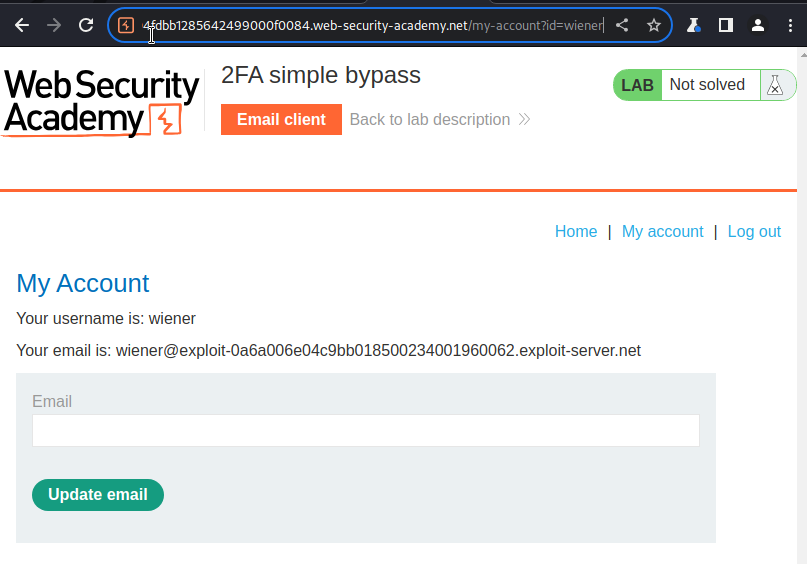 4fdbb1285642499000f0084.web-security-academy.net/my-account?id=wiener
Web Security
Academy
2FA simple bypass
LAB Not solved
Email client Back to lab description
Home | My account | Log out
My Account
Your username is: wiener
Your email is: wiener@exploit-0a6a006e04c9bb018500234001960062.exploit-server.net
Email
Update email